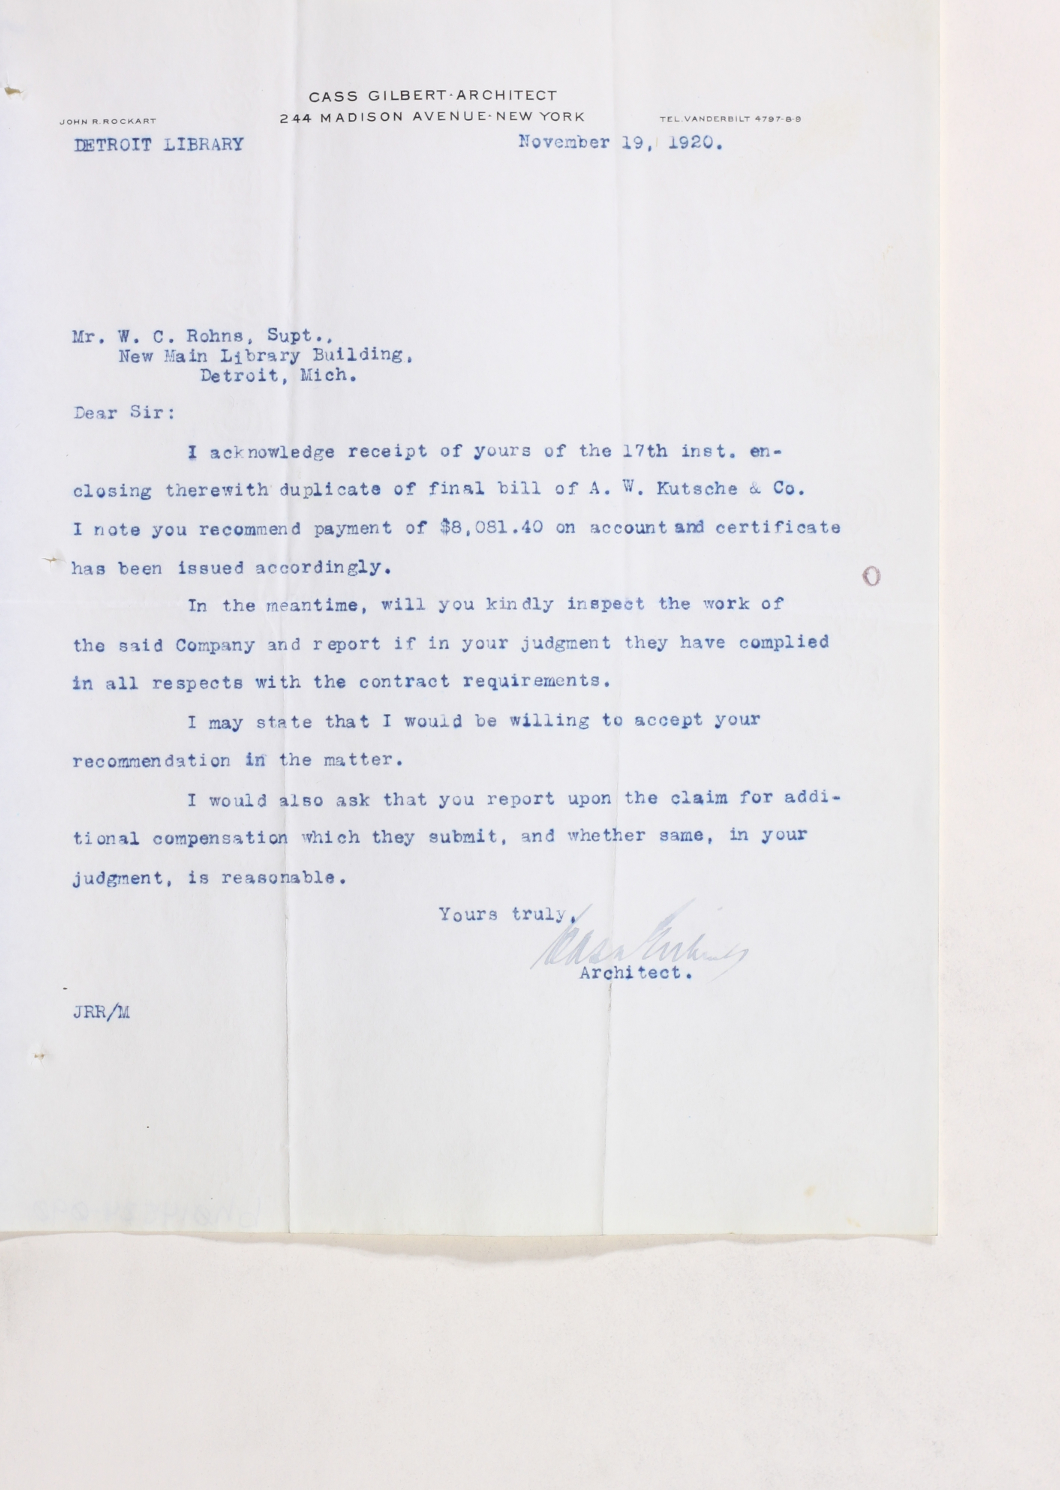 CASS GILBERT·ARCHITECT
244 MADISON AVENUE·NEW YORK
JOHN R. ROCKART
TEL. VANDERBILT 4797-8-9
DETROIT LIBRARY
November 19, 1920.
Mr. W. C. Rohns, Supt.,
New Main Library Building,
Detroit, Mich.
Dear Sir:
I acknowledge receipt of yours of the 17th inst. en-
closing therewith duplicate of final bill of A. W. Kutsche & Co.
I note you recommend payment of $8,081.40 on account and certificate
has been issued accordingly.
In the meantime, will you kindly inspect the work of
the said Company and report if in your judgment they have complied
in all respects with the contract requirements.
I may state that I would be willing to accept your
recommendation in the matter.
I would also ask that you report upon the claim for addi-
tional compensation which they submit, and whether same, in your
judgment, is reasonable.
Yours truly,
Cass Gilbert
Architect.
JRR/M